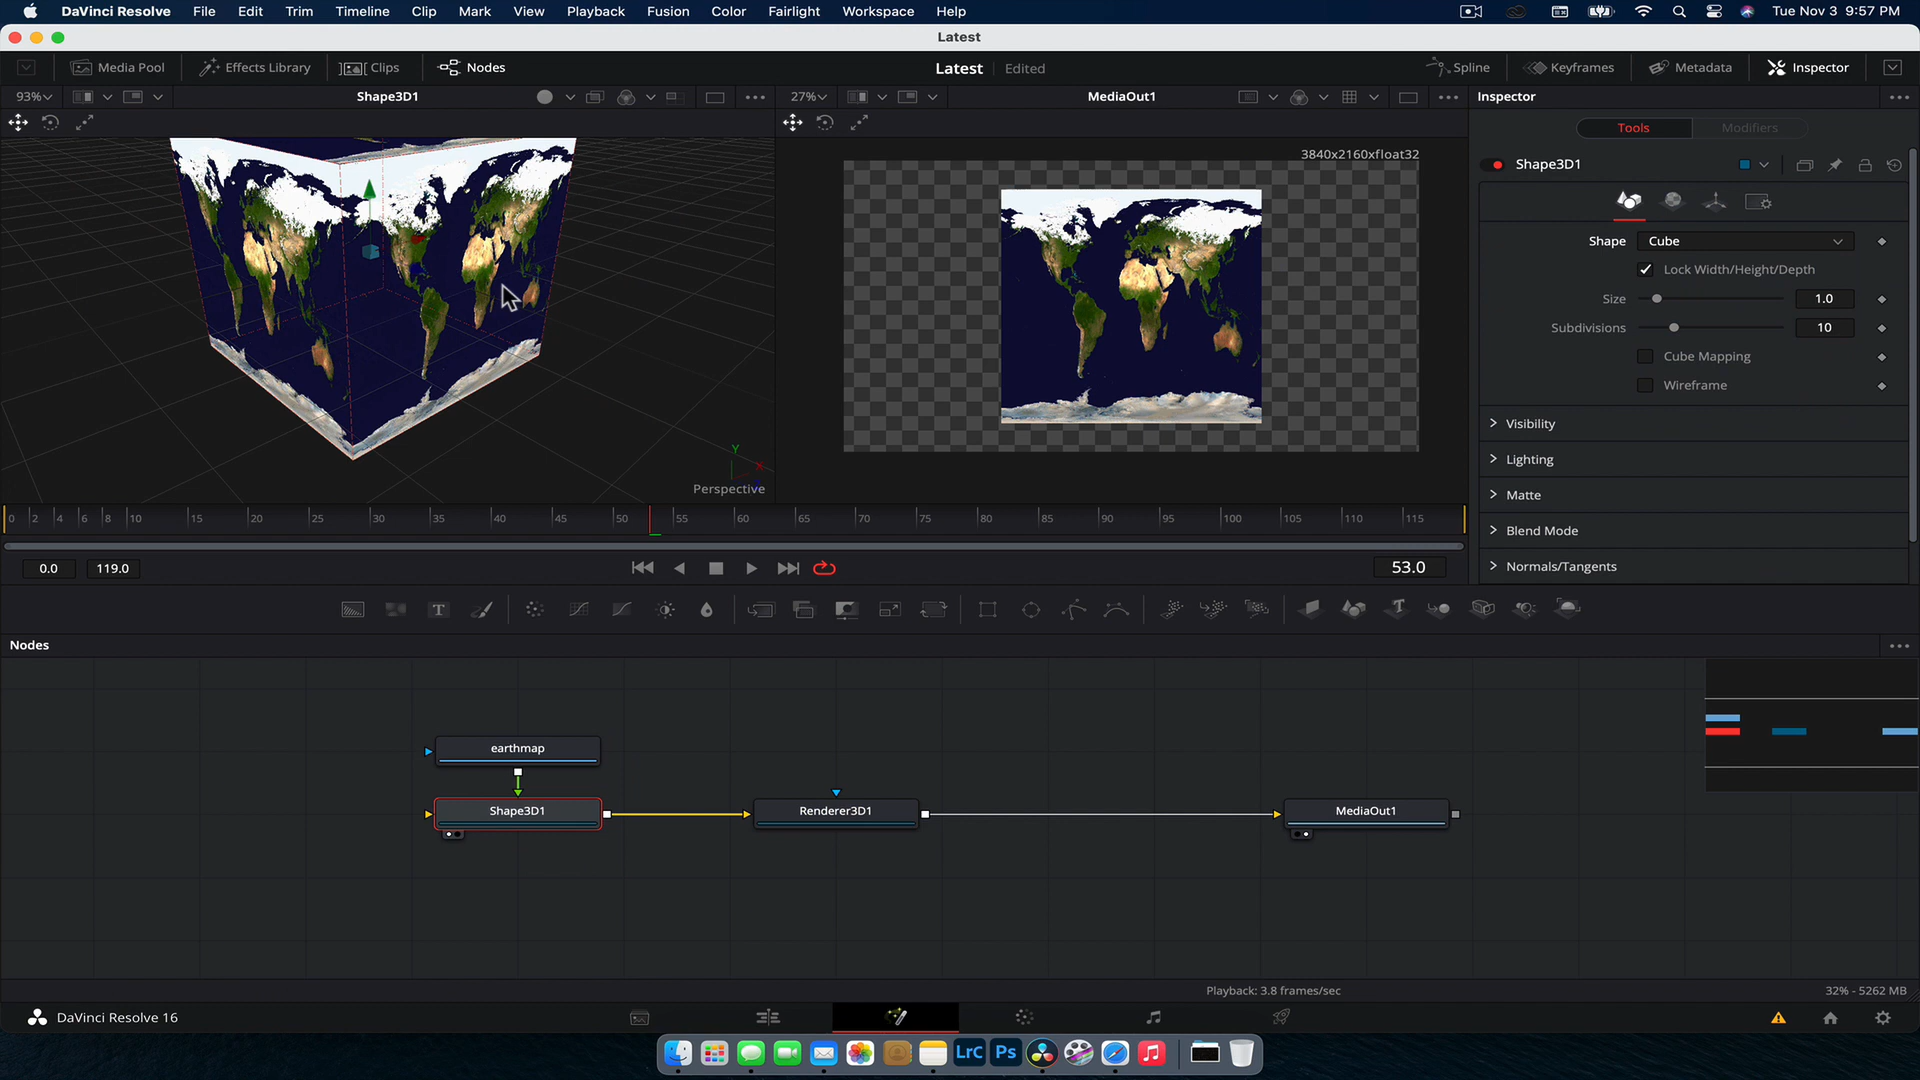 DaVinci Resolve File Edit Trim Timeline Clip Mark View Playback Fusion Color Fairlight Workspace Help Tue Nov 3 9:57 PM
Latest
Media Pool Effects Library Clips Nodes Latest Edited Spline Keyframes Metadata Inspector
93% Shape3D1 27% MediaOut1 Inspector
Tools Modifiers
3840x2160xfloat32
Shape3D1
Shape Cube
Lock Width/Height/Depth
Size 1.0
Subdivisions 10
Cube Mapping
Wireframe
Visibility
Y
Lighting
X
Perspective
Matte
0 2 4 6 8 10 15 20 25 30 35 40 45 50 55 60 65 70 75 80 85 90 95 100 105 110 115
Blend Mode
0.0 119.0 53.0
Normals/Tangents
T T
Nodes
earthmap
Shape3D1 Renderer3D1 MediaOut1
Playback: 3.8 frames/sec 32% - 5262 MB
DaVinci Resolve 16
LrC Ps